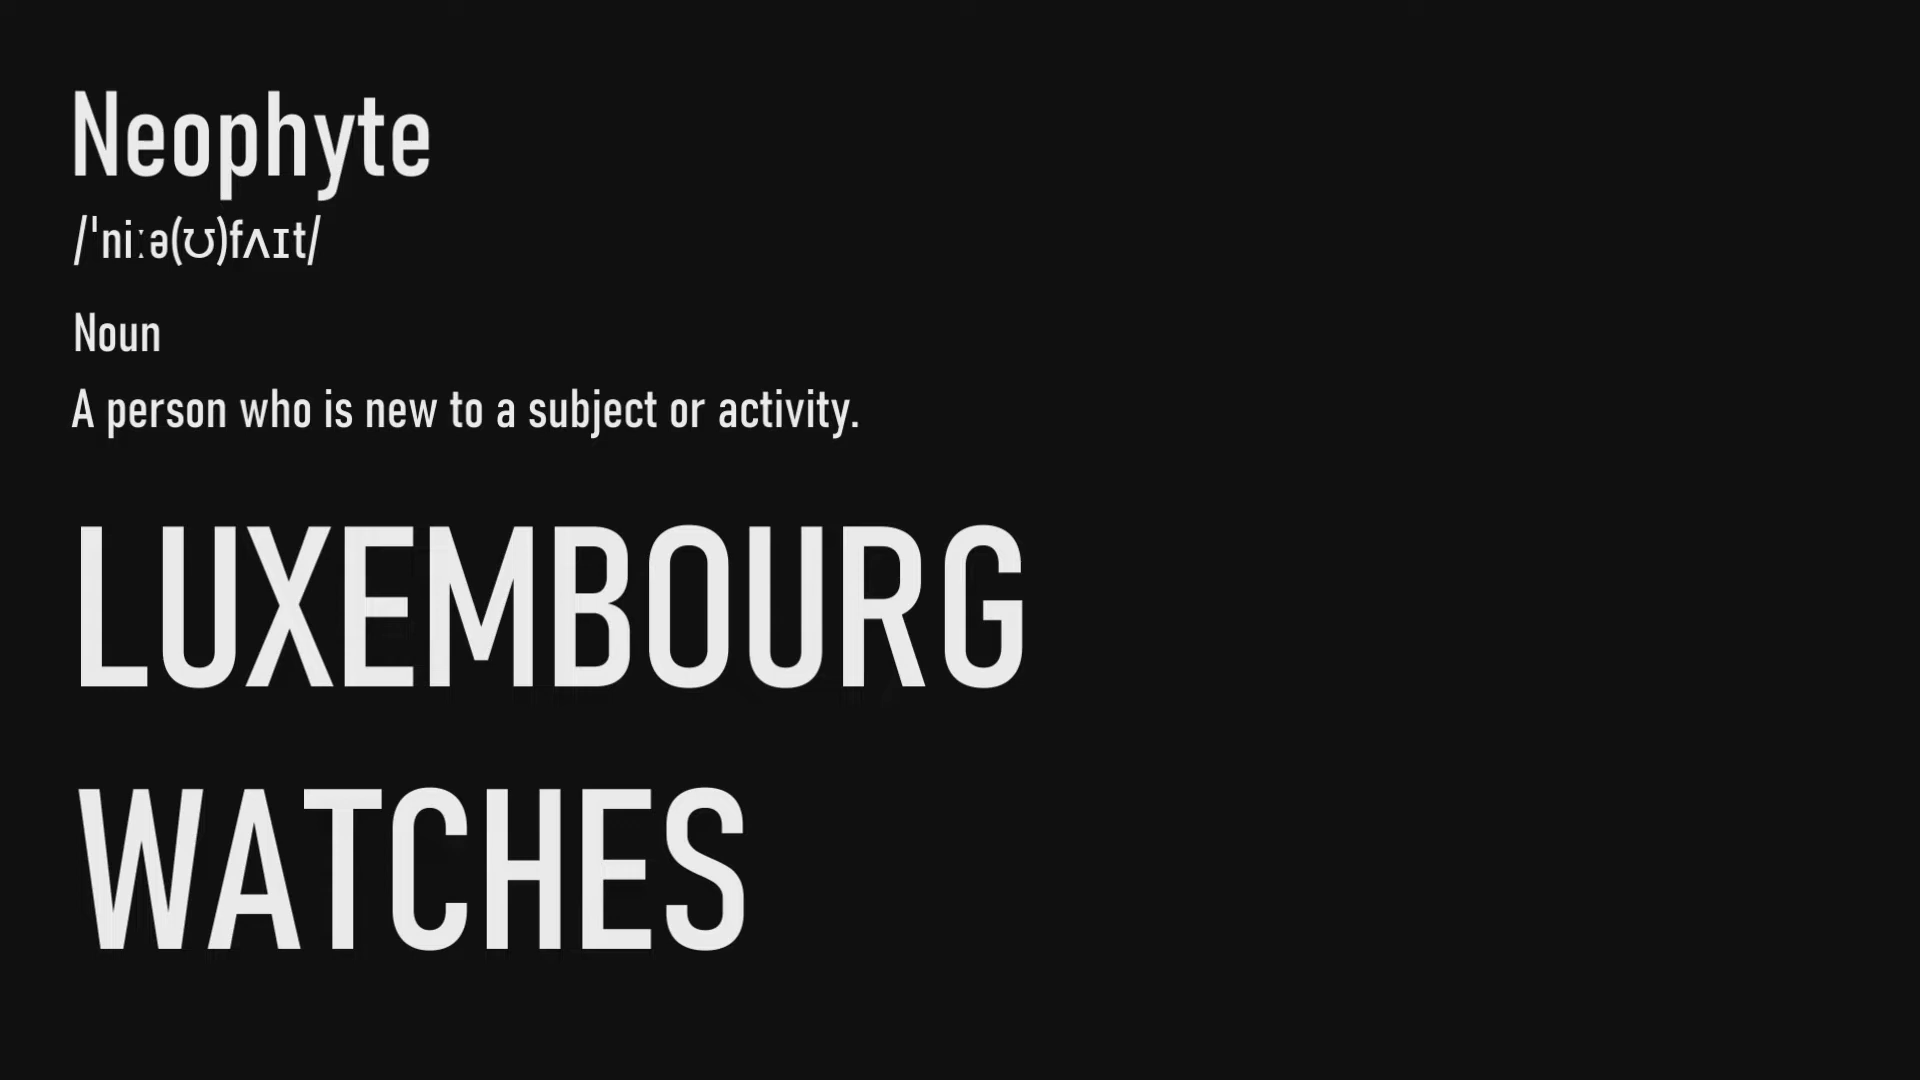 Neophyte
/ˈniːə(ʊ)fʌɪt/
Noun
A person who is new to a subject or activity.
LUXEMBOURG
WATCHES